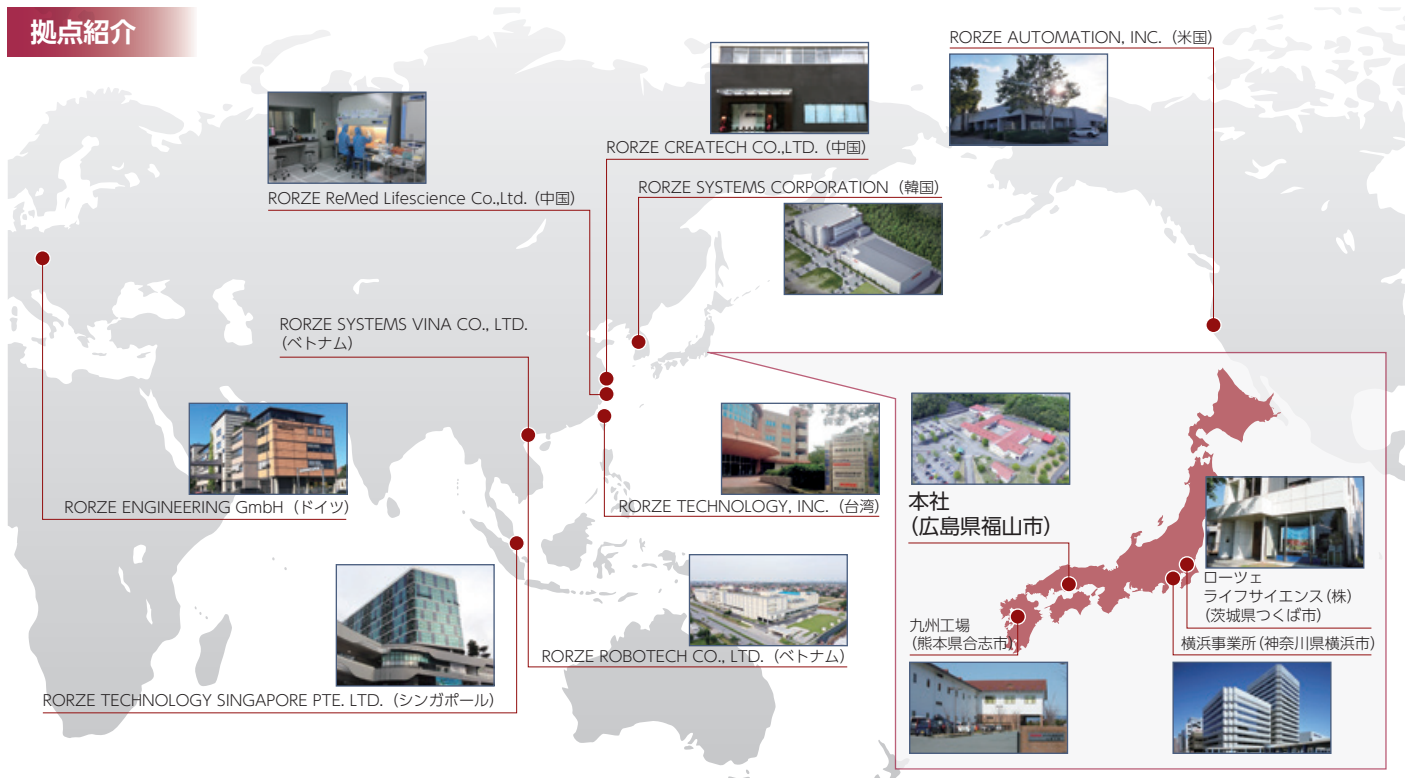 拠点紹介
RORZE AUTOMATION, INC.（米国）
RORZE CREATECH CO.,LTD.（中国）
RORZE SYSTEMS CORPORATION（韓国）
RORZE ReMed Lifescience Co.,Ltd.（中国）
RORZE SYSTEMS VINA CO., LTD.
（ベトナム）
RORZE ENGINEERING GmbH（ドイツ）
RORZE TECHNOLOGY, INC.（台湾）
RORZE ROBOTECH CO., LTD.（ベトナム）
RORZE TECHNOLOGY SINGAPORE PTE. LTD.（シンガポール）
本社
（広島県福山市）
ローツェ
ライフサイエンス（株）
（茨城県つくば市）
九州工場
（熊本県合志市）
横浜事業所（神奈川県横浜市）